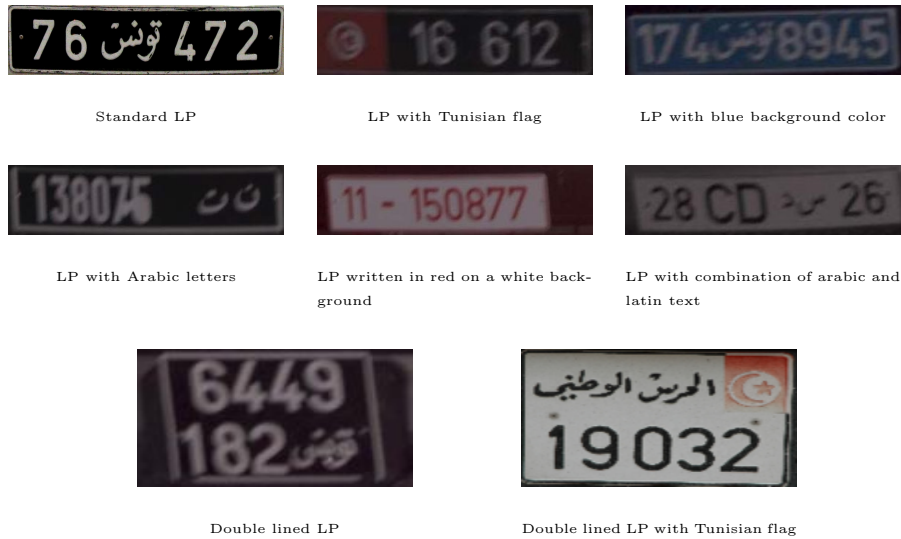 76 تونس 472
16 612
174 تونس 8945
Standard LP
LP with Tunisian flag
LP with blue background color
138076 ن ت
11 - 150877
28 CD س د 26
LP with Arabic letters
LP written in red on a white back-
ground
LP with combination of arabic and
latin text
6449
182 تونس
الحرس الوطني
19032
Double lined LP
Double lined LP with Tunisian flag